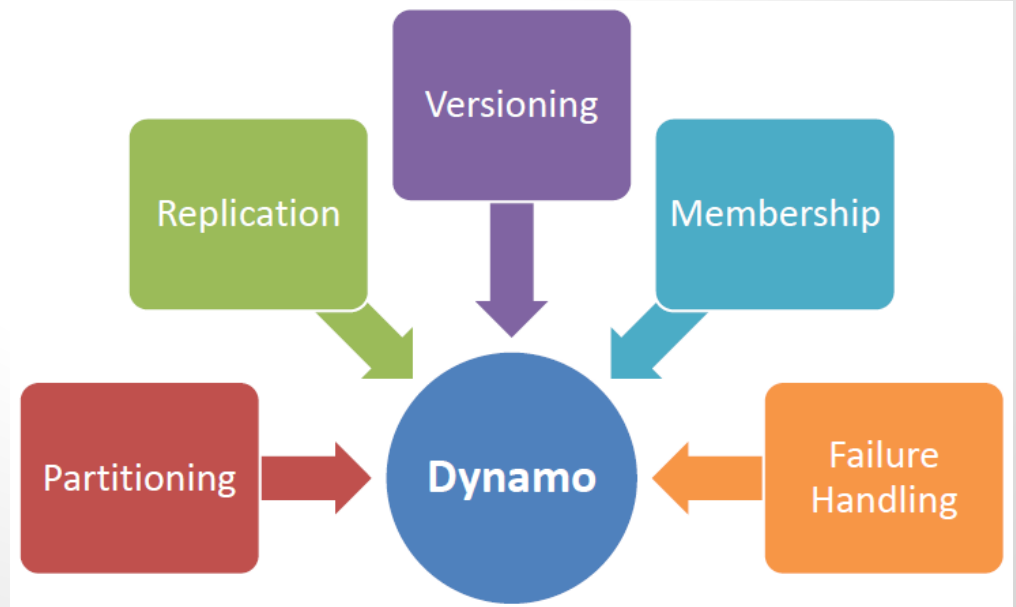 Versioning
Replication
Membership
Partitioning
Dynamo
Failure
Handling